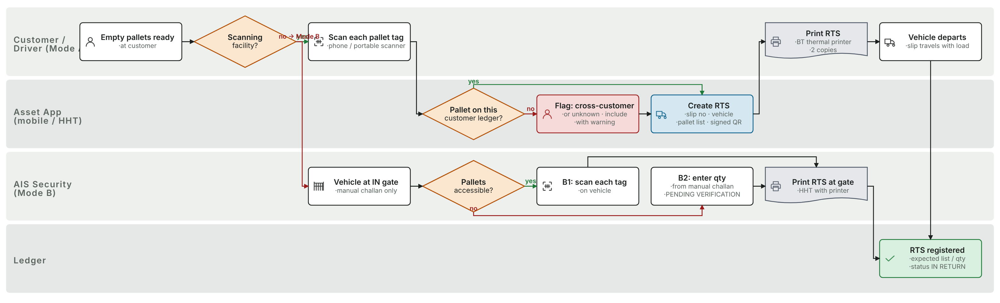 Customer /
Driver (Mode
Empty pallets ready
·at customer
Scanning
facility?
no → Mode B
yes
Scan each pallet tag
·phone / portable scanner
Print RTS
·BT thermal printer
·2 copies
Vehicle departs
·slip travels with load
Asset App
(mobile / HHT)
yes
Pallet on this
customer ledger?
no
Flag: cross-customer
·or unknown · include
·with warning
Create RTS
·slip no · vehicle
·pallet list · signed QR
AIS Security
(Mode B)
Vehicle at IN gate
·manual challan only
Pallets
accessible?
yes
no
B1: scan each tag
·on vehicle
B2: enter qty
·from manual challan
·PENDING VERIFICATION
Print RTS at gate
·HHT with printer
Ledger
RTS registered
·expected list / qty
·status IN RETURN